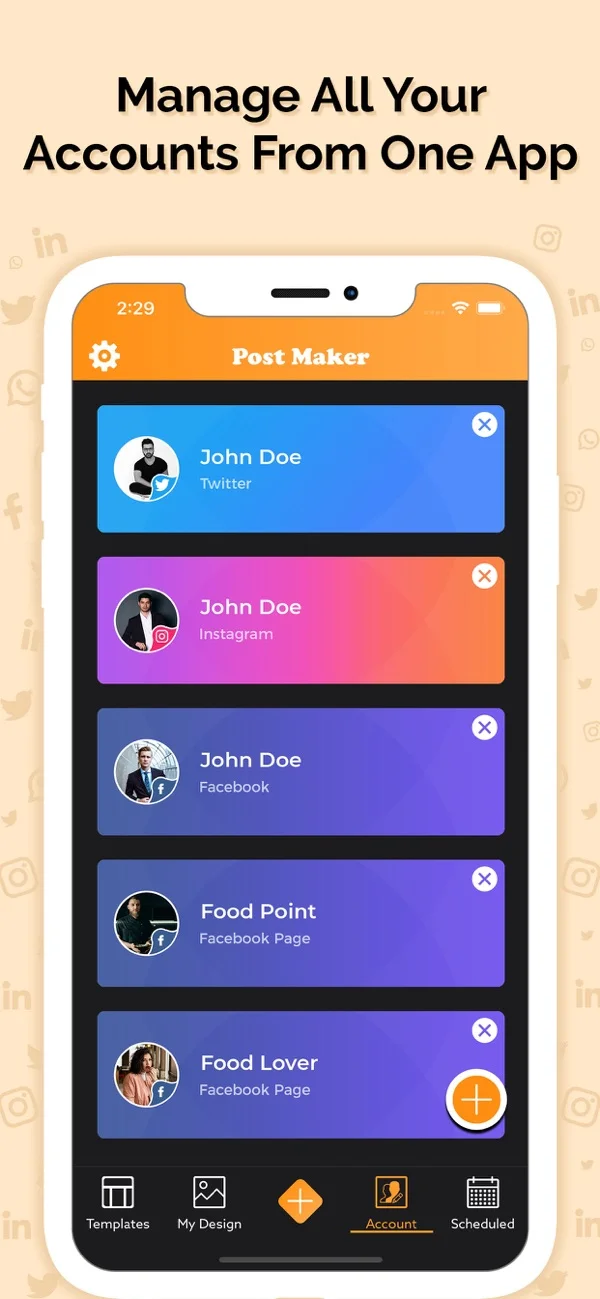 Manage All Your
Accounts From One App
2:29
Post Maker
John Doe
Twitter
John Doe
Instagram
John Doe
Facebook
Food Point
Facebook Page
Food Lover
Facebook Page
Templates
My Design
Account
Scheduled